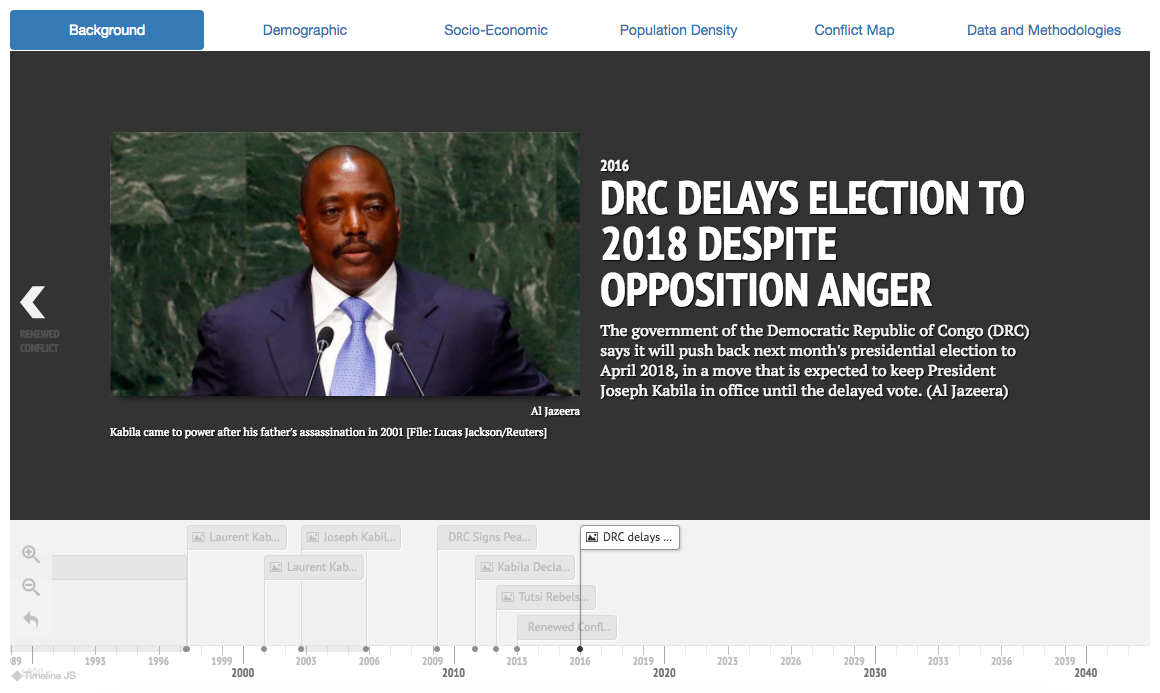 Background
Demographic
Socio-Economic
Population Density
Conflict Map
Data and Methodologies
RENEWED
CONFLICT
Al Jazeera
Kabila came to power after his father's assassination in 2001 [File: Lucas Jackson/Reuters]
2016
DRC DELAYS ELECTION TO
2018 DESPITE
OPPOSITION ANGER
The government of the Democratic Republic of Congo (DRC)
says it will push back next month's presidential election to
April 2018, in a move that is expected to keep President
Joseph Kabila in office until the delayed vote. (Al Jazeera)
Laurent Kab...
Joseph Kabil...
DRC Signs Pea...
DRC delays ...
Laurent Kab...
Kabila Decla...
Tutsi Rebels...
Renewed Confl..
89
1993
1996
1999
2003
2006
2009
2013
2016
2019
2023
2026
2029
2033
2036
2039
1990
2000
2010
2020
2030
2040
Timeline JS